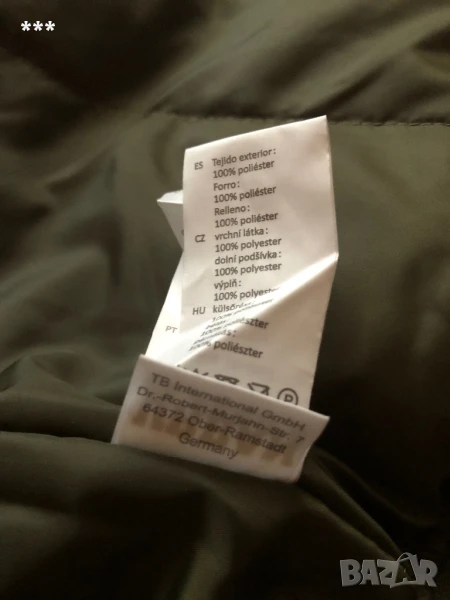 ***
ES Tejido exterior:
100% poliéster
Forro:
100% poliéster
Relleno:
100% poliéster
CZ vrchní látka:
100% polyester
dolní podšívka:
100% polyester
výplň:
100% polyester
HU
100%
poliészter
PT
TB International GmbH
Dr.-Robert-Murjahn-Str. 7
64372 Ober-Ramstadt
Germany
BAZAR